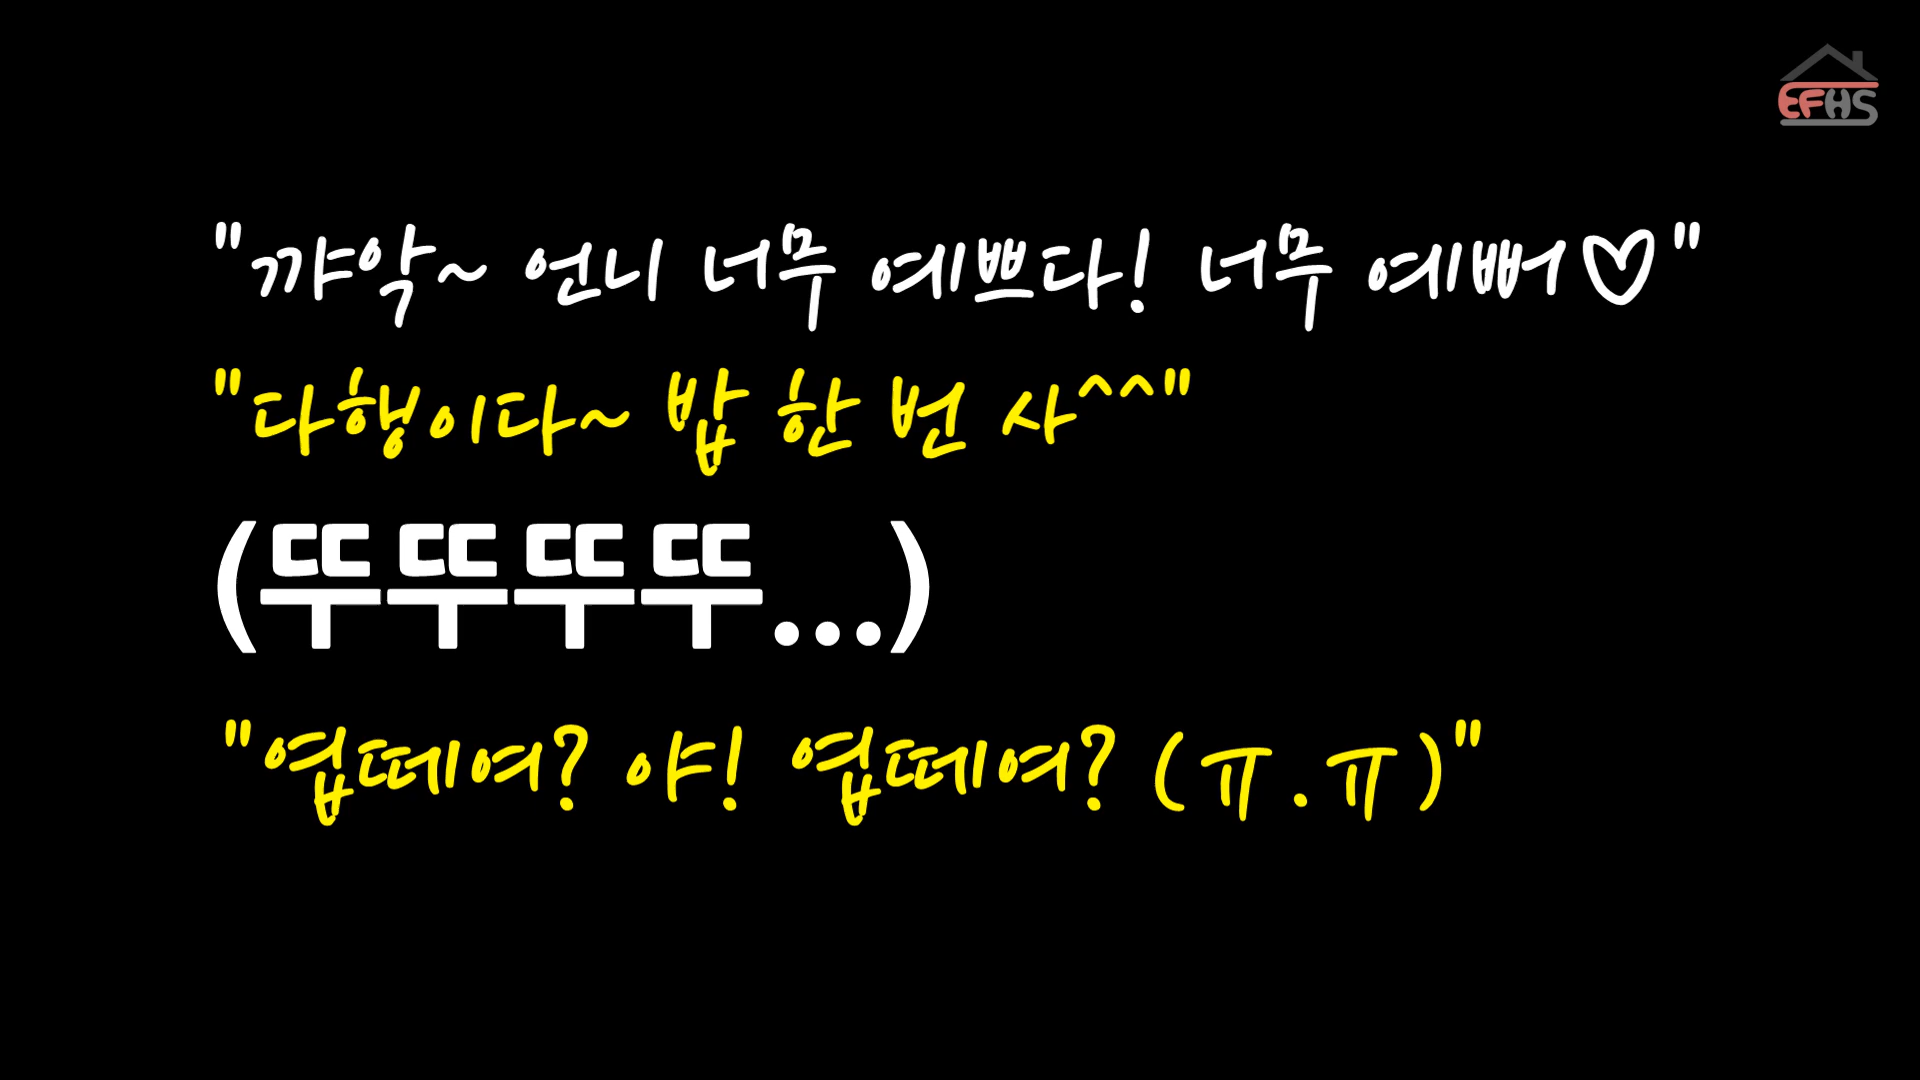 EFHS
"꺄악~ 언니 너무 예쁘다! 너무 예뻐♡"
"다행이다~ 밥 한 번 사^^"
(뚜뚜뚜뚜...)
"엽떼여? 야! 엽떼여? (ㅠ.ㅠ)"